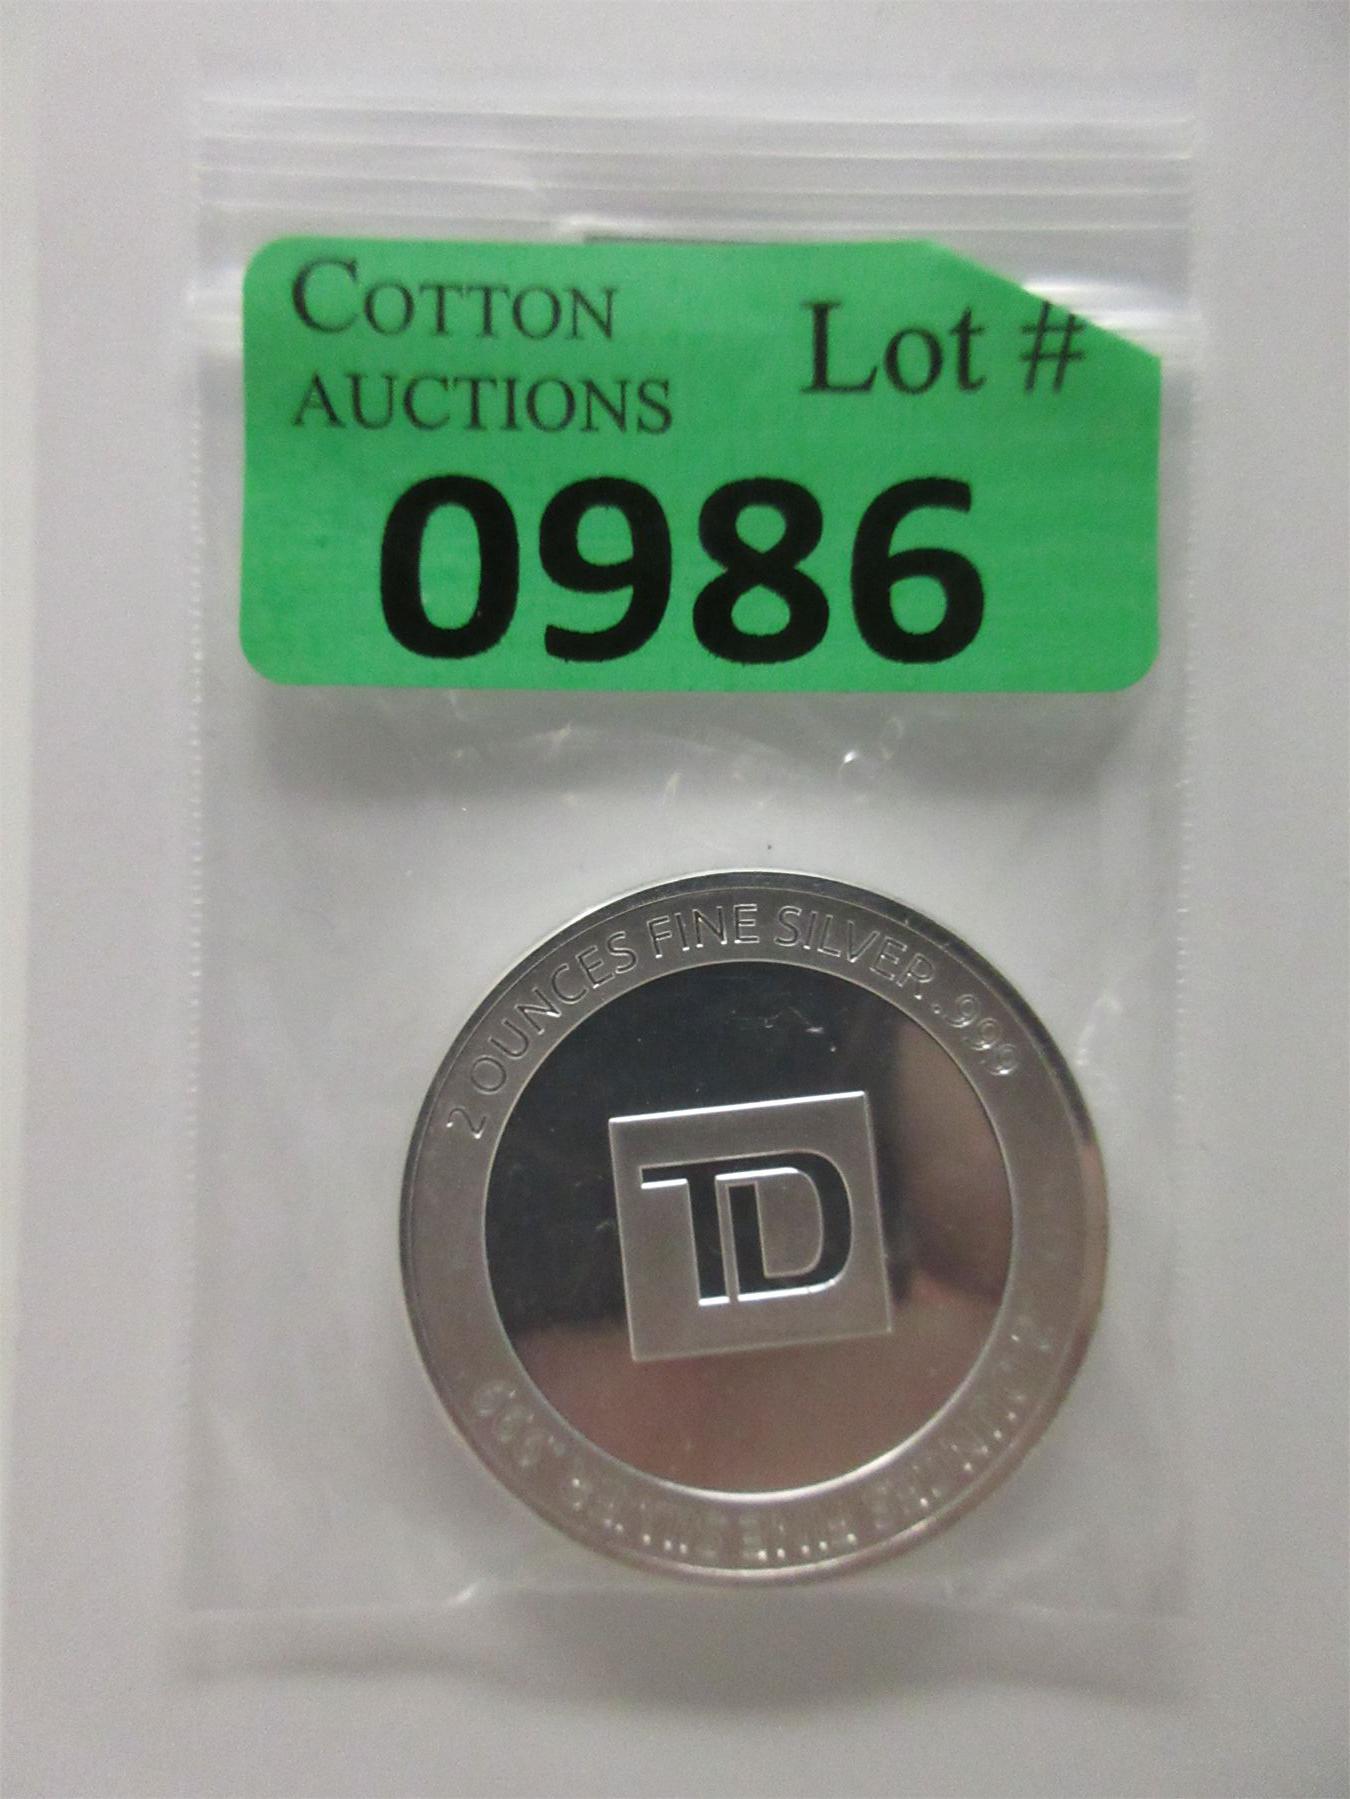 COTTON
AUCTIONS
Lot #
0986
2 OUNCES FINE SILVER .999
TD